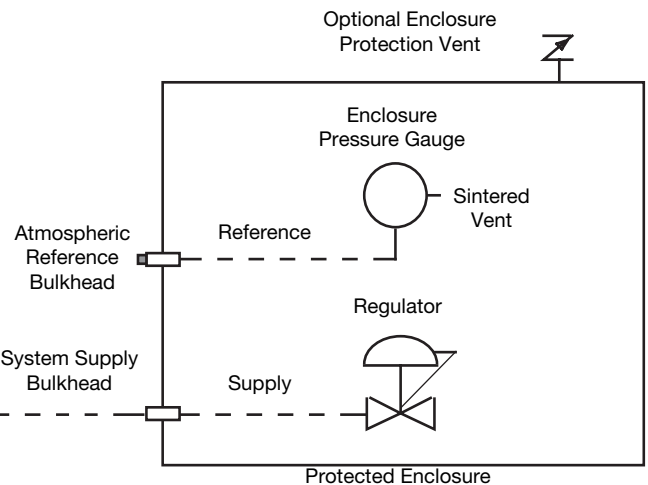 Optional Enclosure
Protection Vent
Enclosure
Pressure Gauge
Sintered
Vent
Atmospheric
Reference
Bulkhead
Reference
Regulator
System Supply
Bulkhead
Supply
Protected Enclosure